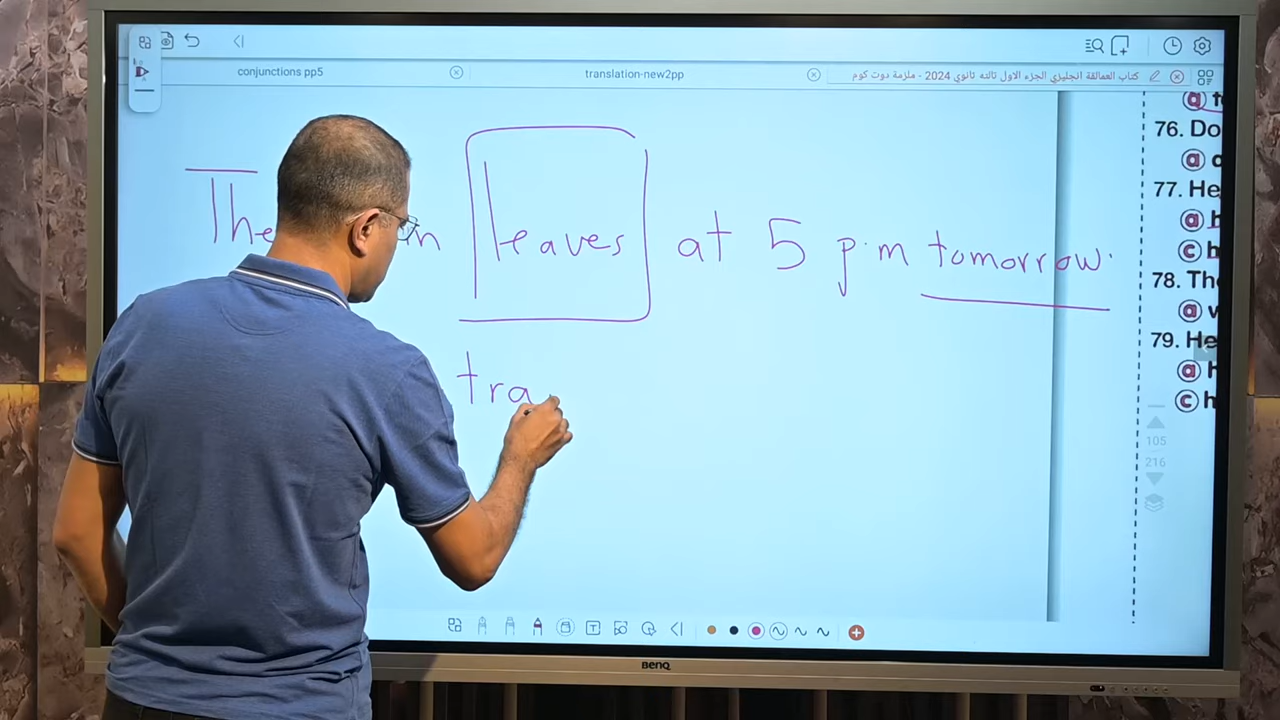 conjunctions pp5
translation-new2pp
كتاب العمالقة انجليزي الجزء الاول ثالثه ثانوي 2024 - ملزمة دوت كوم
The n leaves at 5 p.m tomorrow.
tra
a t
76. Do
a
77. He
a h
c h
78. The
a v
79. He
a h
c h
105
216
BenQ